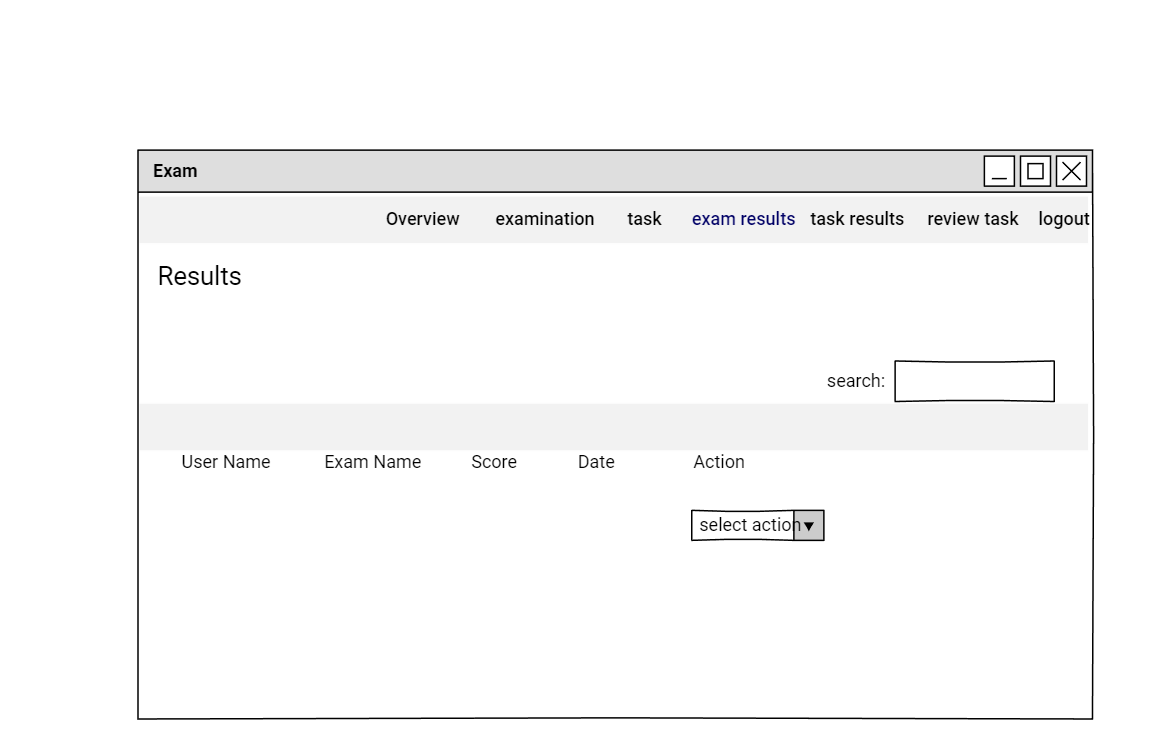 Exam
Overview examination task exam results task results review task logout
Results
search:
User Name Exam Name Score Date Action
select action